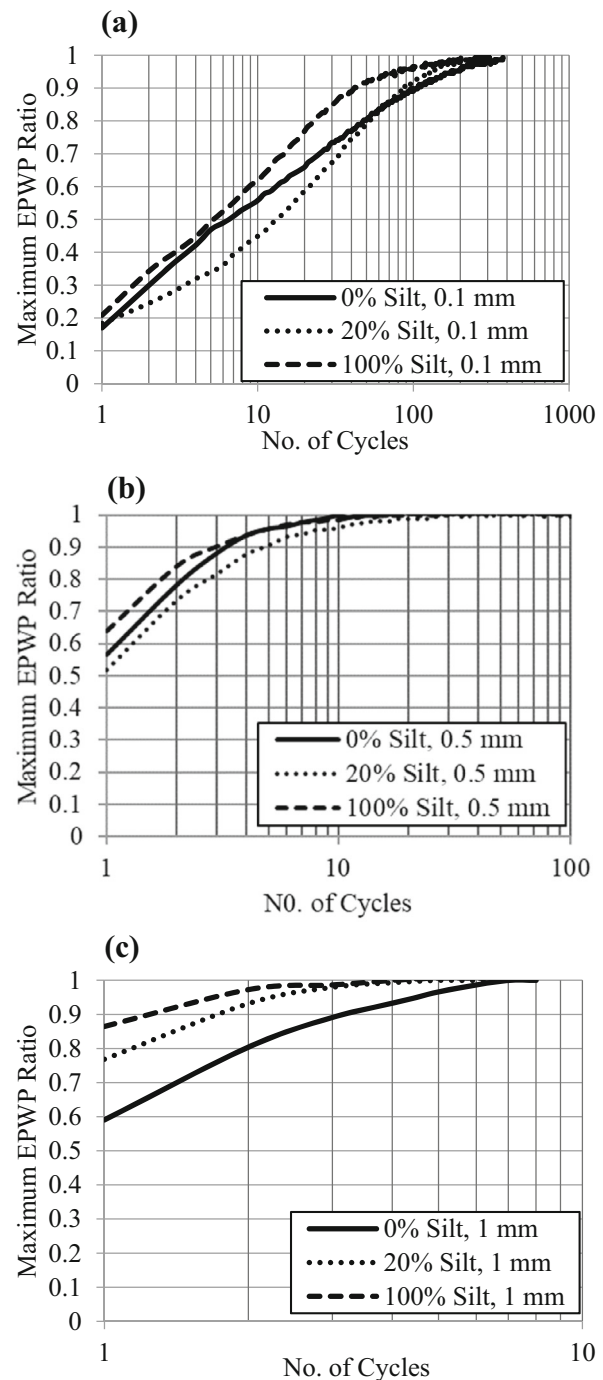 (a)
Maximum EPWP Ratio
1
0.9
0.8
0.7
0.6
0.5
0.4
0.3
0.2
0.1
0
0% Silt, 0.1 mm
20% Silt, 0.1 mm
100% Silt, 0.1 mm
1 10 100 1000
No. of Cycles
(b)
Maximum EPWP Ratio
1
0.9
0.8
0.7
0.6
0.5
0.4
0.3
0.2
0.1
0
0% Silt, 0.5 mm
20% Silt, 0.5 mm
100% Silt, 0.5 mm
1 10 100
N0. of Cycles
(c)
Maximum EPWP Ratio
1
0.9
0.8
0.7
0.6
0.5
0.4
0.3
0.2
0.1
0
0% Silt, 1 mm
20% Silt, 1 mm
100% Silt, 1 mm
1 10
No. of Cycles